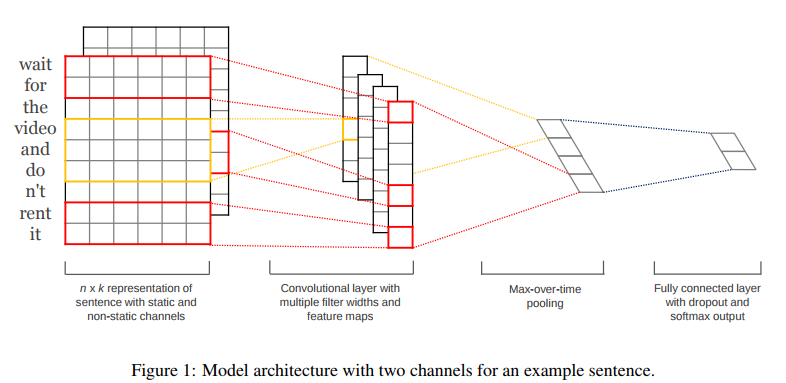 wait
for
the
video
and
do
n't
rent
it
n x k representation of
sentence with static and
non-static channels
Convolutional layer with
multiple filter widths and
feature maps
Max-over-time
pooling
Fully connected layer
with dropout and
softmax output
Figure 1: Model architecture with two channels for an example sentence.